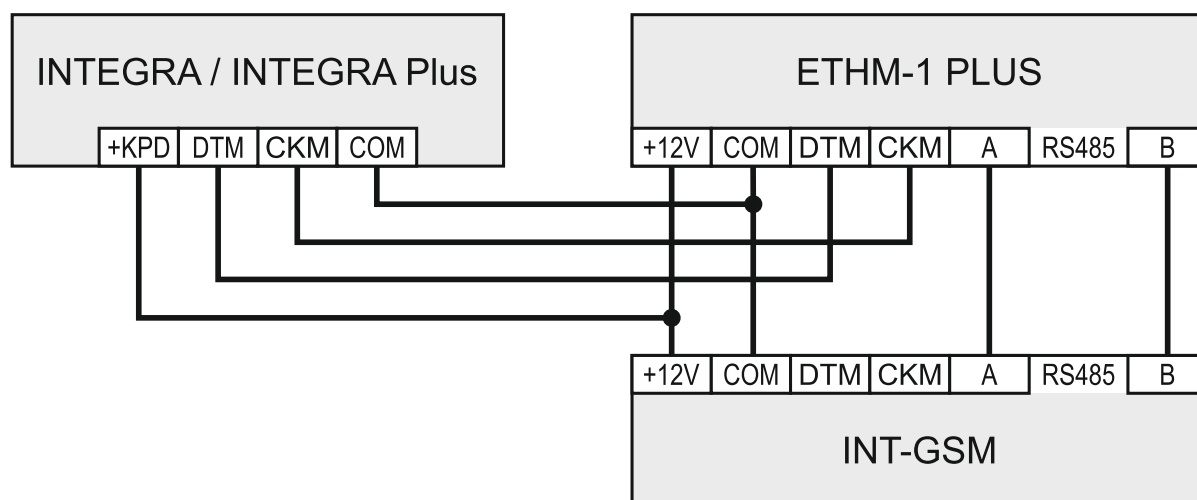 INTEGRA / INTEGRA Plus
+KPD DTM CKM COM
ETHM-1 PLUS
+12V COM DTM CKM A RS485 B
+12V COM DTM CKM A RS485 B
INT-GSM